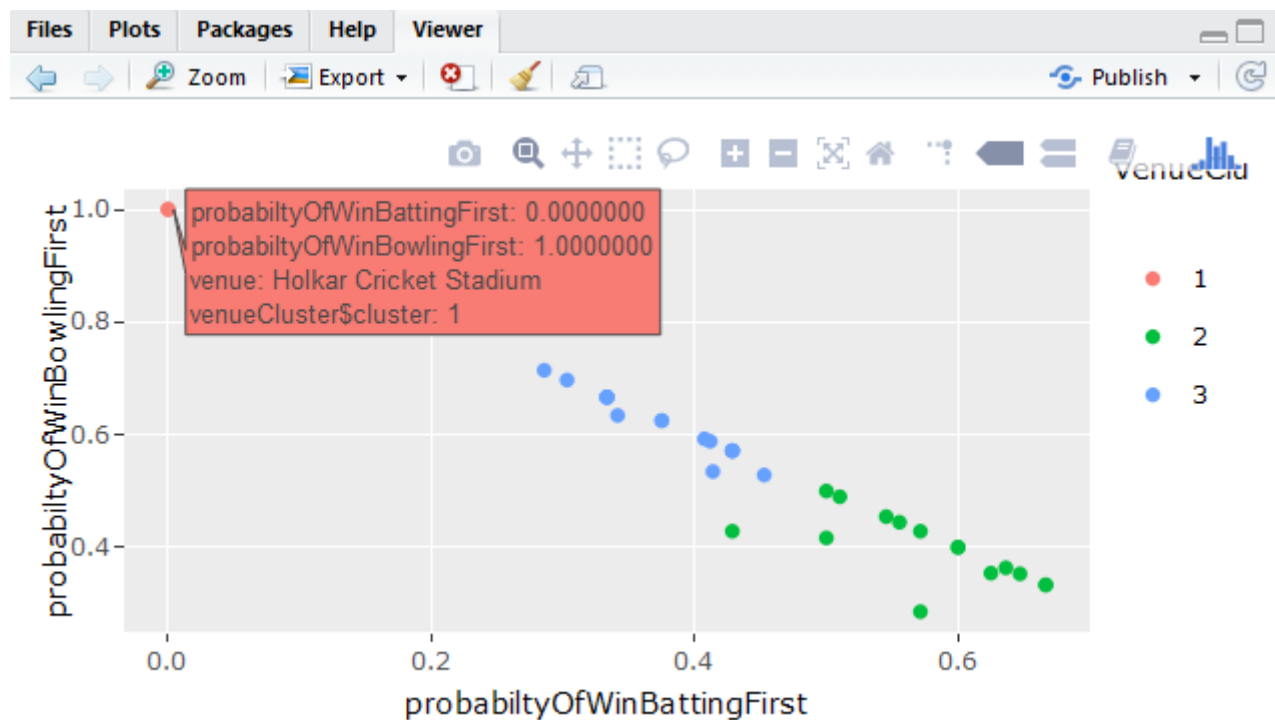 Files Plots Packages Help Viewer
Zoom Export Publish
VenueClu
probabiltyOfWinBattingFirst: 0.0000000
probabiltyOfWinBowlingFirst: 1.0000000
venue: Holkar Cricket Stadium
venueCluster$cluster: 1
probabiltyOfWinBowlingFirst
1.0
0.8
0.6
0.4
1
2
3
0.0 0.2 0.4 0.6
probabiltyOfWinBattingFirst